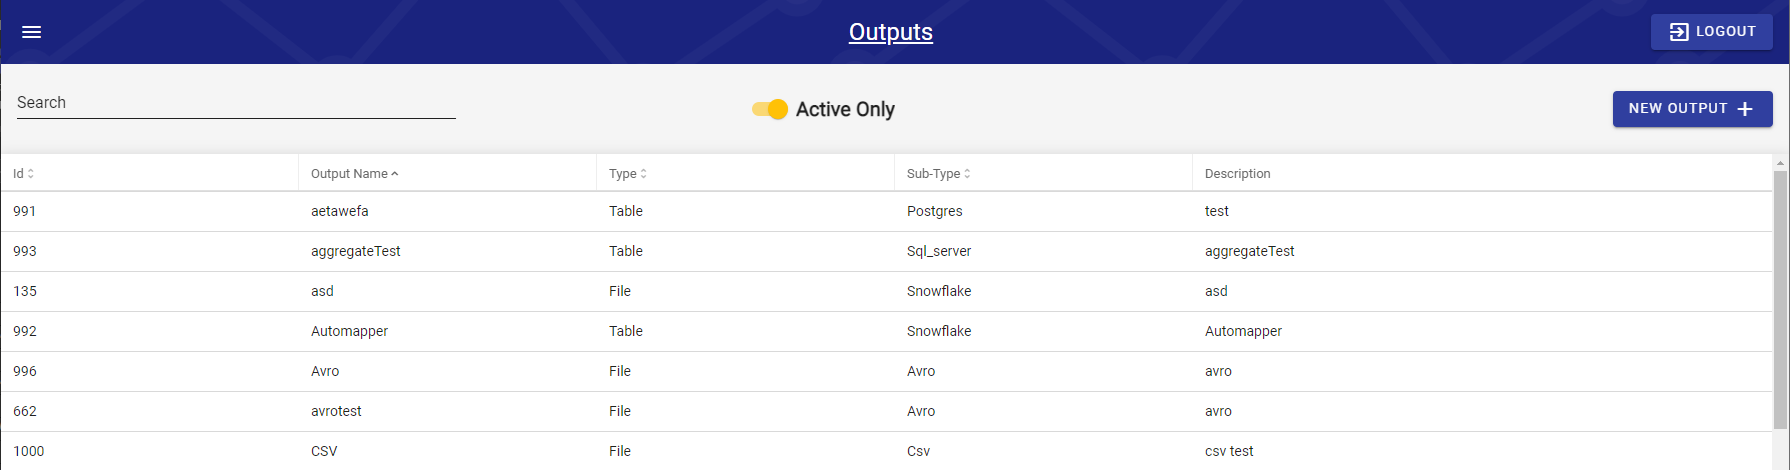 Outputs
LOGOUT
Search
Active Only
NEW OUTPUT +
Id Output Name Type Sub-Type Description
991 aetawefa Table Postgres test
993 aggregateTest Table Sql_server aggregateTest
135 asd File Snowflake asd
992 Automapper Table Snowflake Automapper
996 Avro File Avro avro
662 avrotest File Avro avro
1000 CSV File Csv csv test